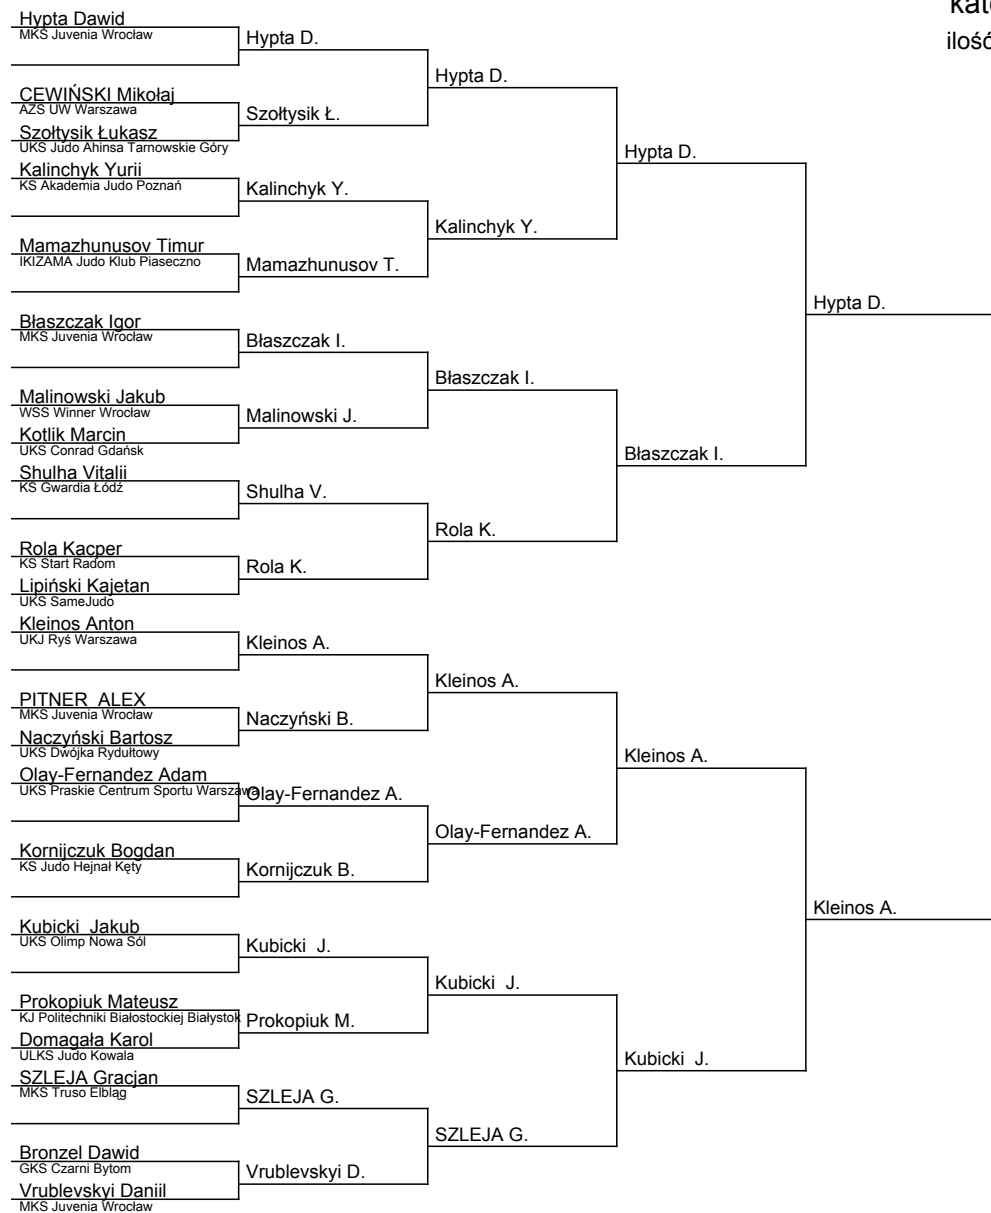 kat
ilość
Hypta Dawid
MKS Juvenia Wrocław
CEWIŃSKI Mikołaj
AZS UW Warszawa
Szołtysik Łukasz
UKS Judo Ahinsa Tarnowskie Góry
Kalinchyk Yurii
KS Akademia Judo Poznań
Mamazhunusov Timur
IKIZAMA Judo Klub Piaseczno
Błaszczak Igor
MKS Juvenia Wrocław
Malinowski Jakub
WSS Winner Wrocław
Kotlik Marcin
UKS Conrad Gdańsk
Shulha Vitalii
KS Gwardia Łódź
Rola Kacper
KS Start Radom
Lipiński Kajetan
UKS SameJudo
Kleinos Anton
UKJ Ryś Warszawa
PITNER ALEX
MKS Juvenia Wrocław
Naczyński Bartosz
UKS Dwójka Rydułtowy
Olay-Fernandez Adam
UKS Praskie Centrum Sportu Warszawa
Kornijczuk Bogdan
KS Judo Hejnał Kęty
Kubicki Jakub
UKS Olimp Nowa Sól
Prokopiuk Mateusz
KJ Politechniki Białostockiej Białystok
Domagała Karol
ULKS Judo Kowala
SZLEJA Gracjan
MKS Truso Elbląg
Bronzel Dawid
GKS Czarni Bytom
Vrublevskyi Daniil
MKS Juvenia Wrocław
Hypta D.
Szołtysik Ł.
Kalinchyk Y.
Mamazhunusov T.
Błaszczak I.
Malinowski J.
Shulha V.
Rola K.
Kleinos A.
Naczyński B.
Olay-Fernandez A.
Kornijczuk B.
Kubicki J.
Prokopiuk M.
SZLEJA G.
Vrublevskyi D.
Hypta D.
Kalinchyk Y.
Błaszczak I.
Rola K.
Kleinos A.
Olay-Fernandez A.
Kubicki J.
SZLEJA G.
Hypta D.
Błaszczak I.
Kleinos A.
Kubicki J.
Hypta D.
Kleinos A.